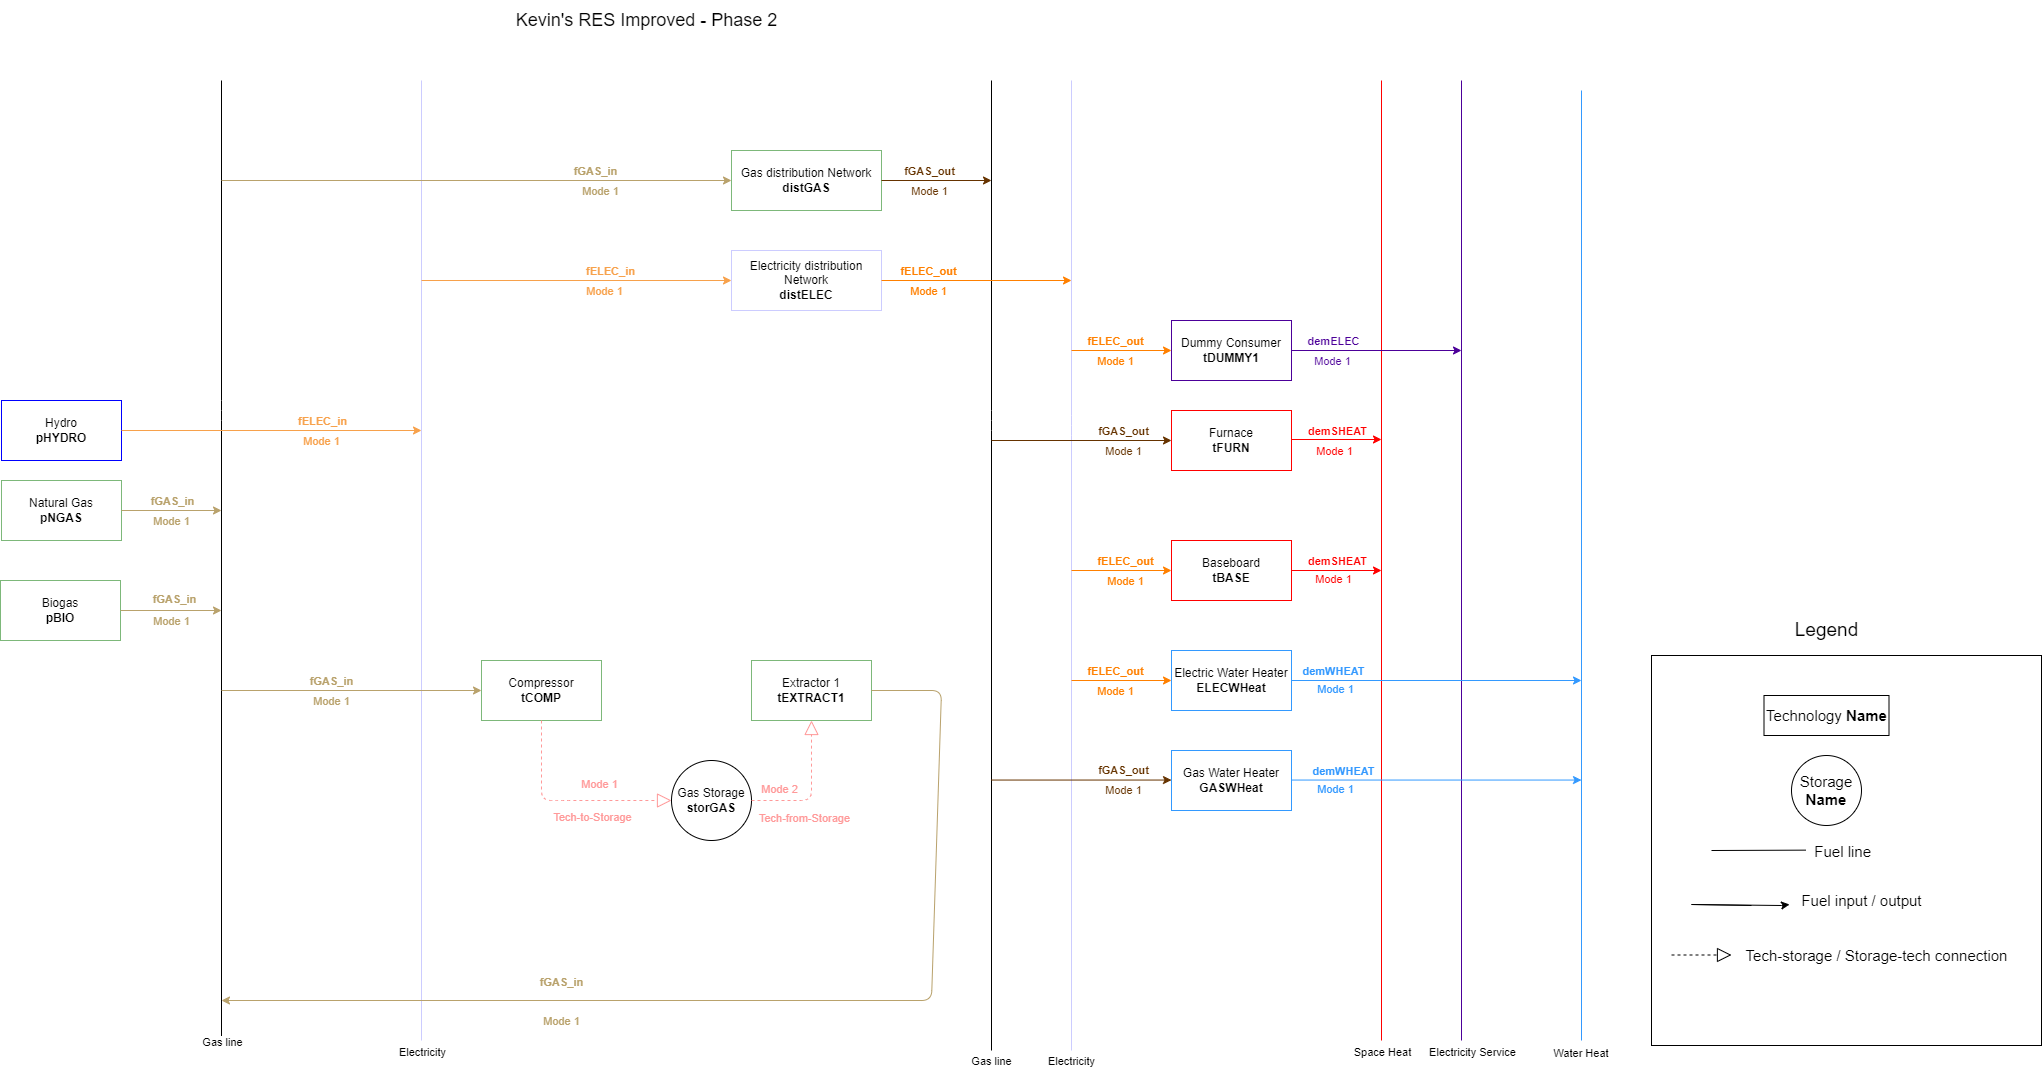 Kevin's RES Improved - Phase 2
fGAS_in
Mode 1
Gas distribution Network
distGAS
fGAS_out
Mode 1
fELEC_in
Mode 1
Electricity distribution
Network
distELEC
fELEC_out
Mode 1
fELEC_out
Mode 1
Dummy Consumer
tDUMMY1
demELEC
Mode 1
Hydro
pHYDRO
fELEC_in
Mode 1
fGAS_out
Mode 1
Furnace
tFURN
demSHEAT
Mode 1
Natural Gas
pNGAS
fGAS_in
Mode 1
fELEC_out
Mode 1
Baseboard
tBASE
demSHEAT
Mode 1
Biogas
pBIO
fGAS_in
Mode 1
fGAS_in
Mode 1
Compressor
tCOMP
Extractor 1
tEXTRACT1
fELEC_out
Mode 1
Electric Water Heater
ELECWHeat
demWHEAT
Mode 1
Mode 1
Tech-to-Storage
Gas Storage
storGAS
Mode 2
Tech-from-Storage
fGAS_out
Mode 1
Gas Water Heater
GASWHeat
demWHEAT
Mode 1
fGAS_in
Mode 1
Gas line
Electricity
Gas line
Electricity
Space Heat
Electricity Service
Water Heat
Legend
Technology Name
Storage
Name
Fuel line
Fuel input / output
Tech-storage / Storage-tech connection